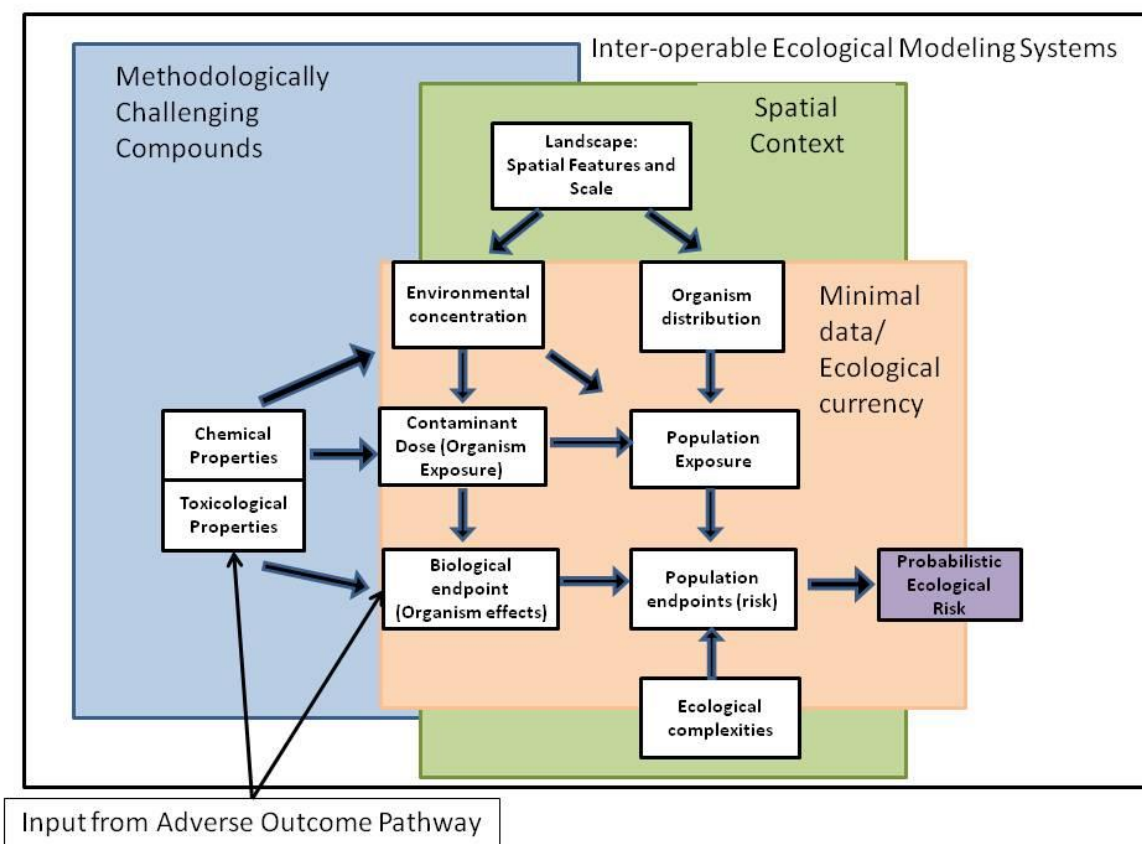 Inter-operable Ecological Modeling Systems
Methodologically
Challenging
Compounds
Spatial
Context
Landscape:
Spatial Features and
Scale
Environmental
concentration
Organism
distribution
Minimal
data/
Ecological
currency
Chemical
Properties
Toxicological
Properties
Contaminant
Dose (Organism
Exposure)
Population
Exposure
Biological
endpoint
(Organism effects)
Population
endpoints (risk)
Probabilistic
Ecological
Risk
Ecological
complexities
Input from Adverse Outcome Pathway